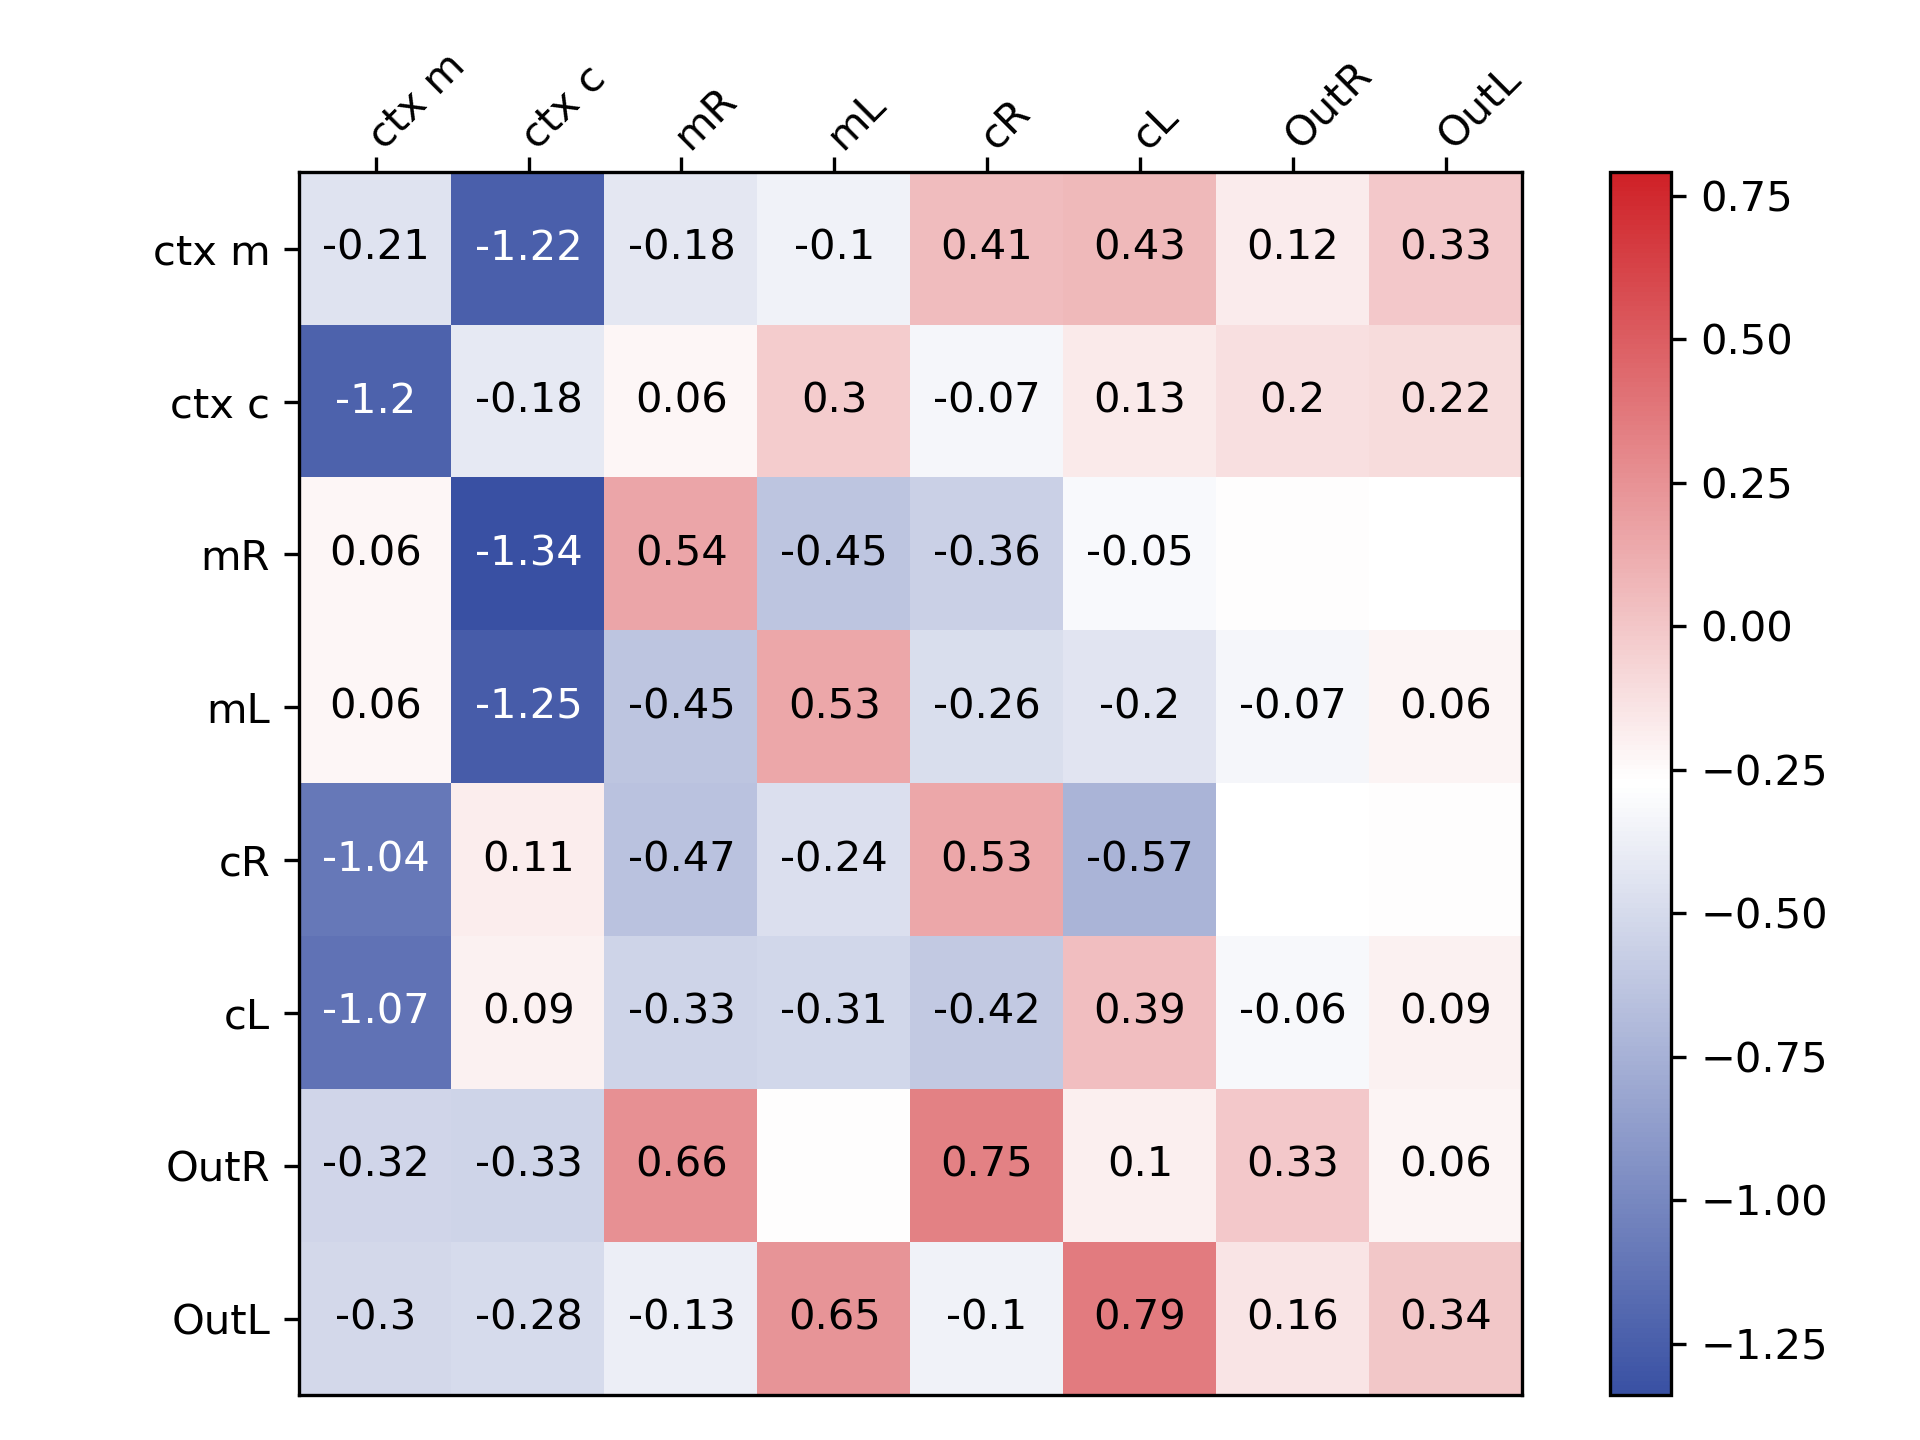 ctx m ctx c mR mL cR cL OutR OutL
ctx m -0.21 -1.22 -0.18 -0.1 0.41 0.43 0.12 0.33
ctx c -1.2 -0.18 0.06 0.3 -0.07 0.13 0.2 0.22
mR 0.06 -1.34 0.54 -0.45 -0.36 -0.05
mL 0.06 -1.25 -0.45 0.53 -0.26 -0.2 -0.07 0.06
cR -1.04 0.11 -0.47 -0.24 0.53 -0.57
cL -1.07 0.09 -0.33 -0.31 -0.42 0.39 -0.06 0.09
OutR -0.32 -0.33 0.66 0.75 0.1 0.33 0.06
OutL -0.3 -0.28 -0.13 0.65 -0.1 0.79 0.16 0.34
0.75
0.50
0.25
0.00
−0.25
−0.50
−0.75
−1.00
−1.25